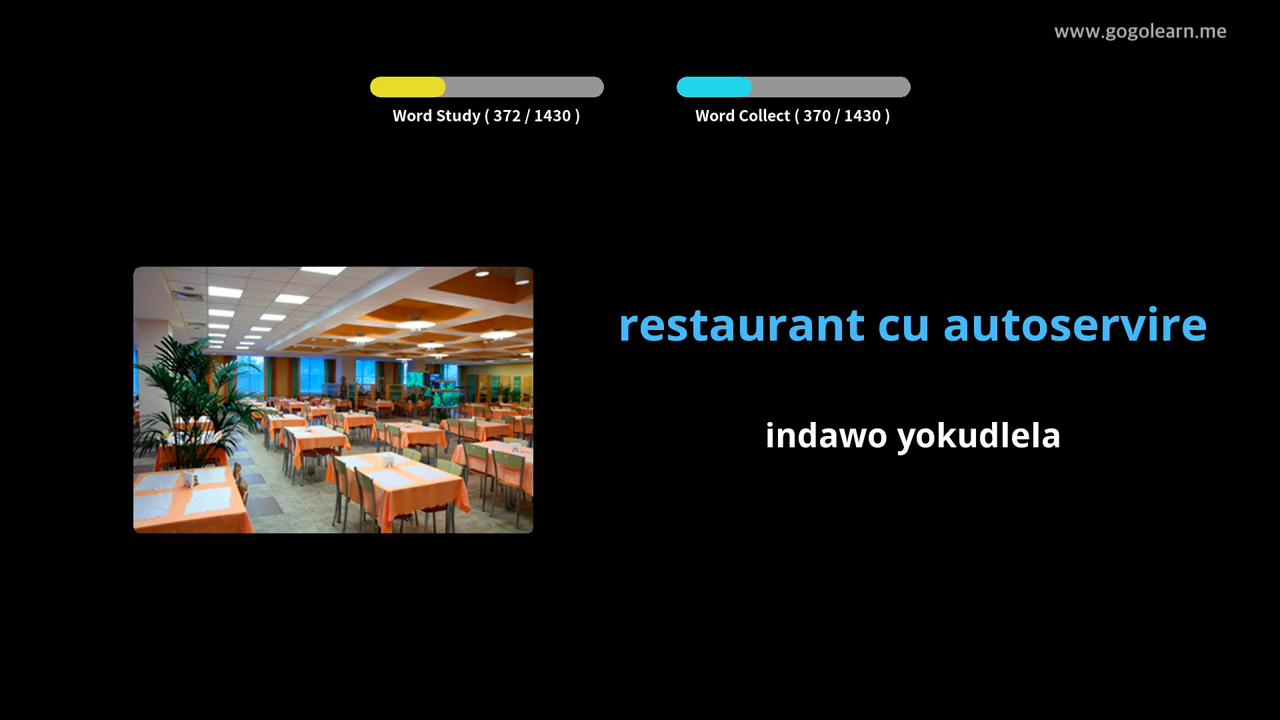 www.gogolearn.me
Word Study ( 372 / 1430 )
Word Collect ( 370 / 1430 )
restaurant cu autoservire
indawo yokudlela